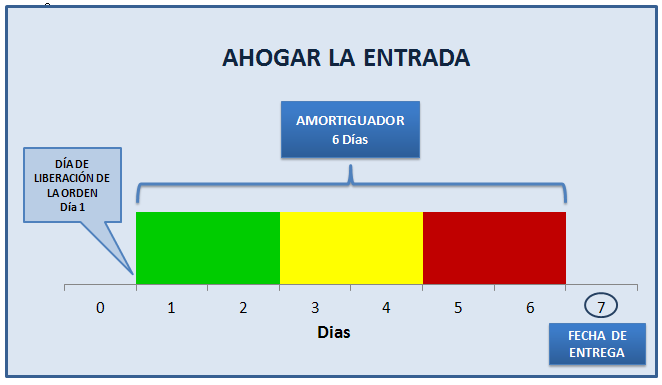 AHOGAR LA ENTRADA
AMORTIGUADOR
6 Días
DÍA DE
LIBERACIÓN DE
LA ORDEN
Día 1
0 1 2 3 4 5 6 7
Dias
FECHA DE
ENTREGA